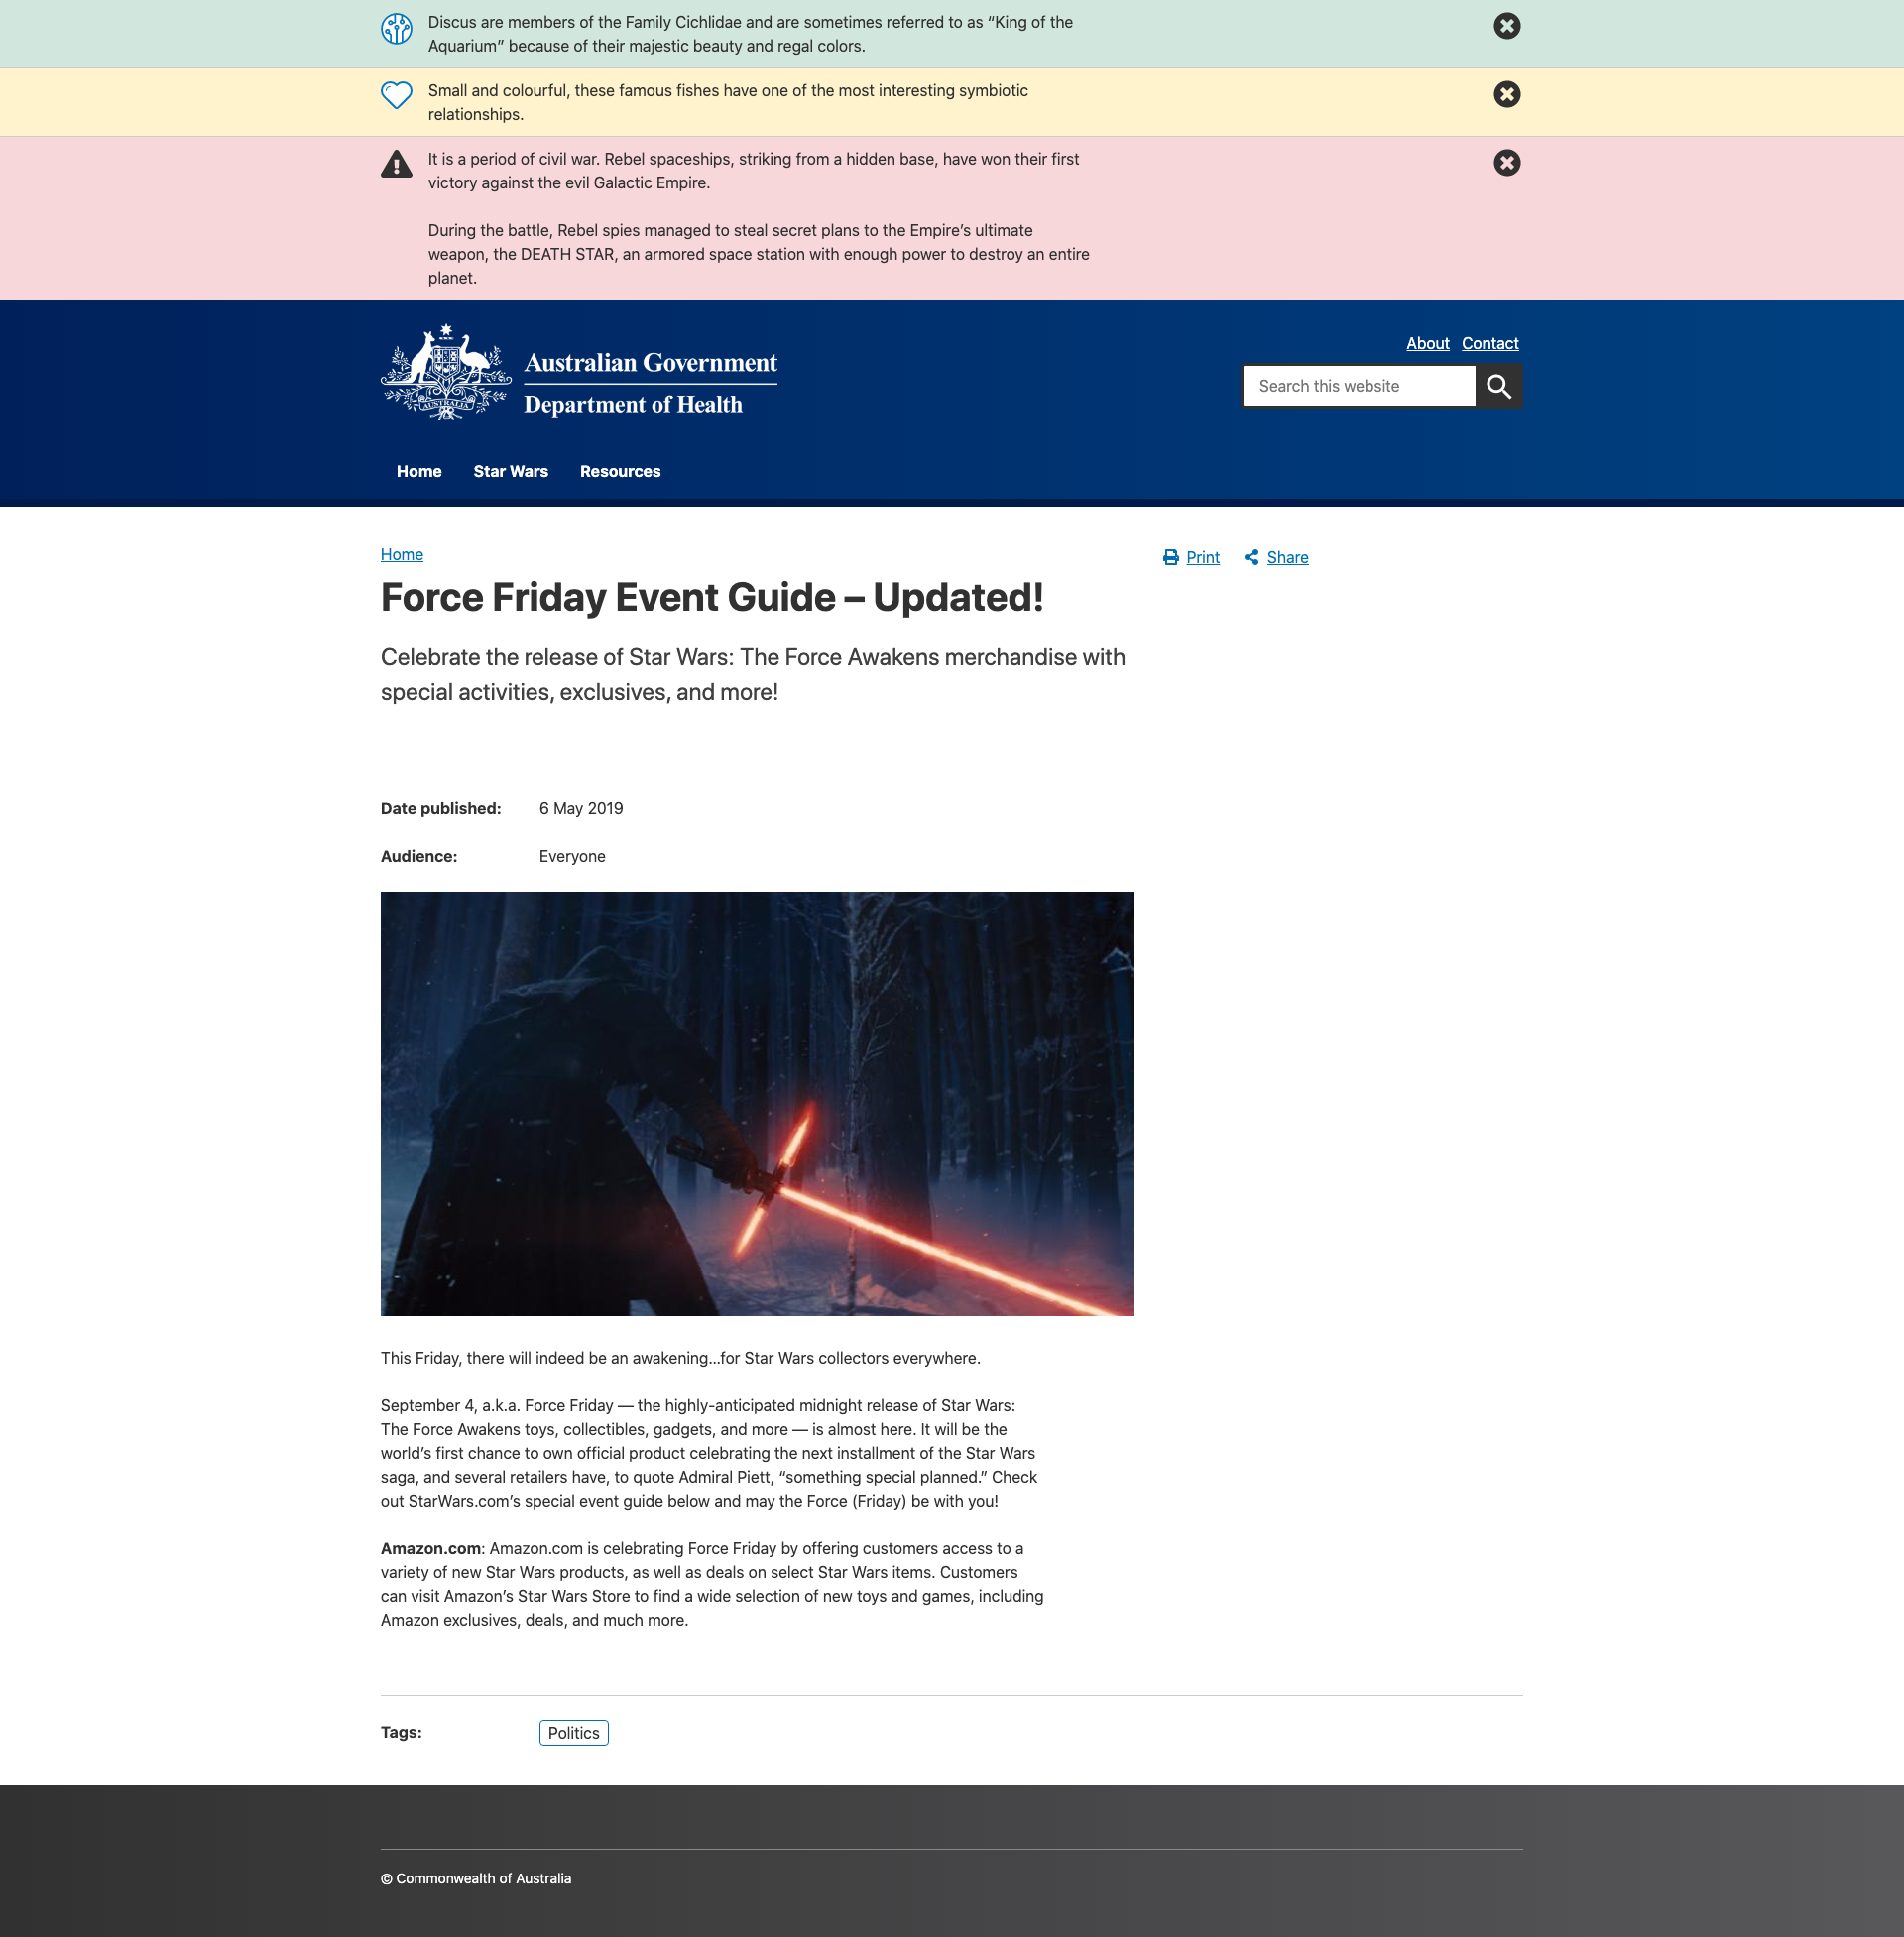 Discus are members of the Family Cichlidae and are sometimes referred to as “King of the
Aquarium” because of their majestic beauty and regal colors.
Small and colourful, these famous fishes have one of the most interesting symbiotic
relationships.
It is a period of civil war. Rebel spaceships, striking from a hidden base, have won their first
victory against the evil Galactic Empire.
During the battle, Rebel spies managed to steal secret plans to the Empire’s ultimate
weapon, the DEATH STAR, an armored space station with enough power to destroy an entire
planet.
AUSTRALIA
Australian Government
Department of Health
About Contact
Search this website
Home Star Wars Resources
Home
Print Share
Force Friday Event Guide – Updated!
Celebrate the release of Star Wars: The Force Awakens merchandise with
special activities, exclusives, and more!
Date published: 6 May 2019
Audience: Everyone
This Friday, there will indeed be an awakening...for Star Wars collectors everywhere.
September 4, a.k.a. Force Friday — the highly-anticipated midnight release of Star Wars:
The Force Awakens toys, collectibles, gadgets, and more — is almost here. It will be the
world’s first chance to own official product celebrating the next installment of the Star Wars
saga, and several retailers have, to quote Admiral Piett, “something special planned.” Check
out StarWars.com’s special event guide below and may the Force (Friday) be with you!
Amazon.com: Amazon.com is celebrating Force Friday by offering customers access to a
variety of new Star Wars products, as well as deals on select Star Wars items. Customers
can visit Amazon’s Star Wars Store to find a wide selection of new toys and games, including
Amazon exclusives, deals, and much more.
Tags: Politics
© Commonwealth of Australia